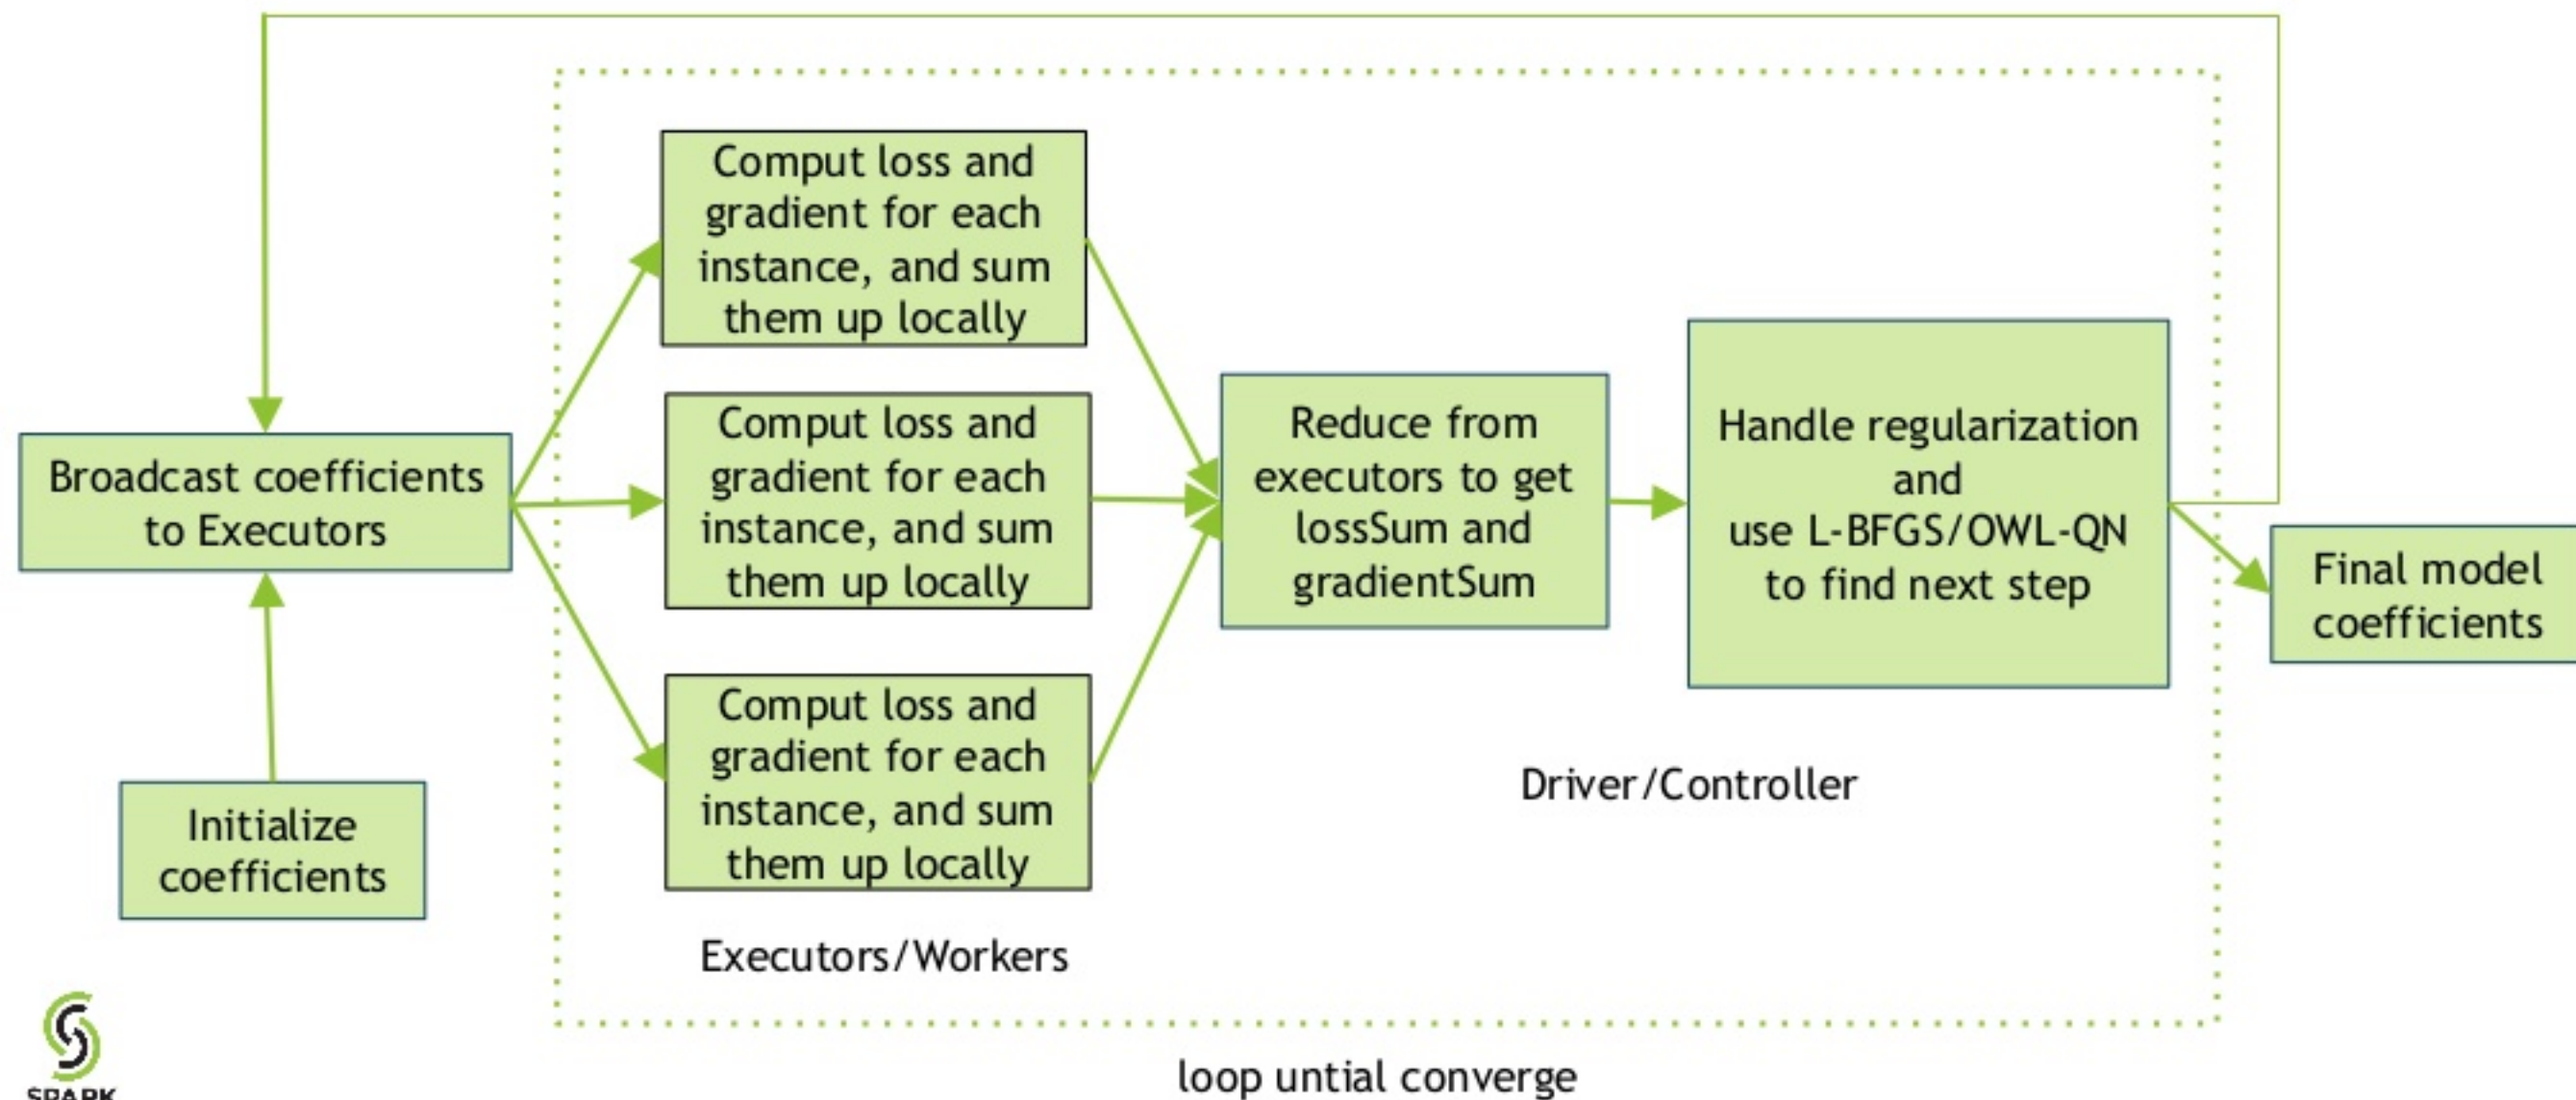 Comput loss and
gradient for each
instance, and sum
them up locally
Broadcast coefficients
to Executors
Comput loss and
gradient for each
instance, and sum
them up locally
Reduce from
executors to get
lossSum and
gradientSum
Handle regularization
and
use L-BFGS/OWL-QN
to find next step
Final model
coefficients
Initialize
coefficients
Comput loss and
gradient for each
instance, and sum
them up locally
Driver/Controller
Executors/Workers
loop untial converge
SPARK